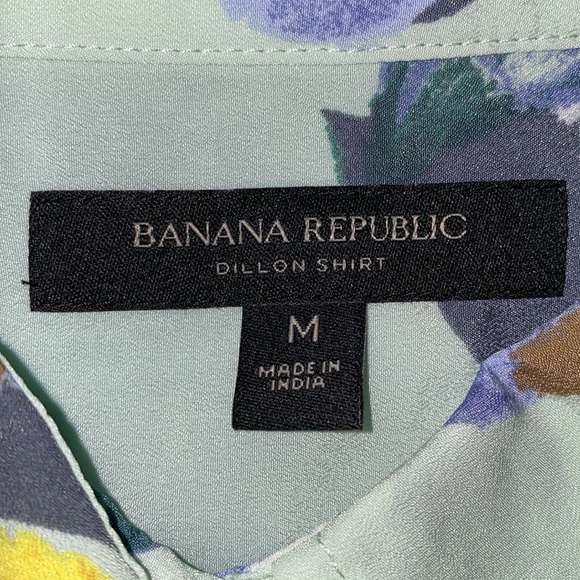 BANANA REPUBLIC
DILLON SHIRT
M
MADE IN
INDIA